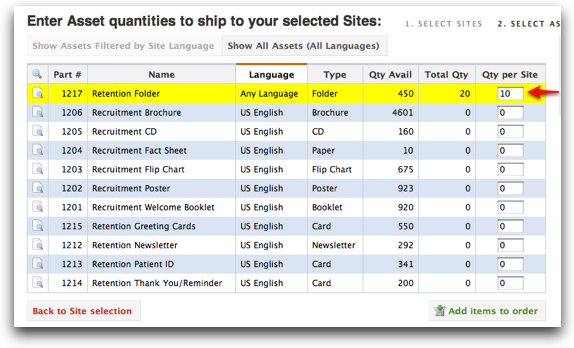 Enter Asset quantities to ship to your selected Sites: 1. SELECT SITES 2. SELECT AS
Show Assets Filtered by Site Language Show All Assets (All Languages)
Part # Name Language Type Qty Avail Total Qty Qty per Site
1217 Retention Folder Any Language Folder 450 20 10
1206 Recruitment Brochure US English Brochure 4601 0 0
1205 Recruitment CD US English CD 160 0 0
1204 Recruitment Fact Sheet US English Paper 10 0 0
1203 Recruitment Flip Chart US English Flip Chart 675 0 0
1202 Recruitment Poster US English Poster 923 0 0
1201 Recruitment Welcome Booklet US English Booklet 920 0 0
1215 Retention Greeting Cards US English Card 550 0 0
1212 Retention Newsletter US English Newsletter 292 0 0
1213 Retention Patient ID US English Card 341 0 0
1214 Retention Thank You/Reminder US English Card 200 0 0
Back to Site selection Add items to order